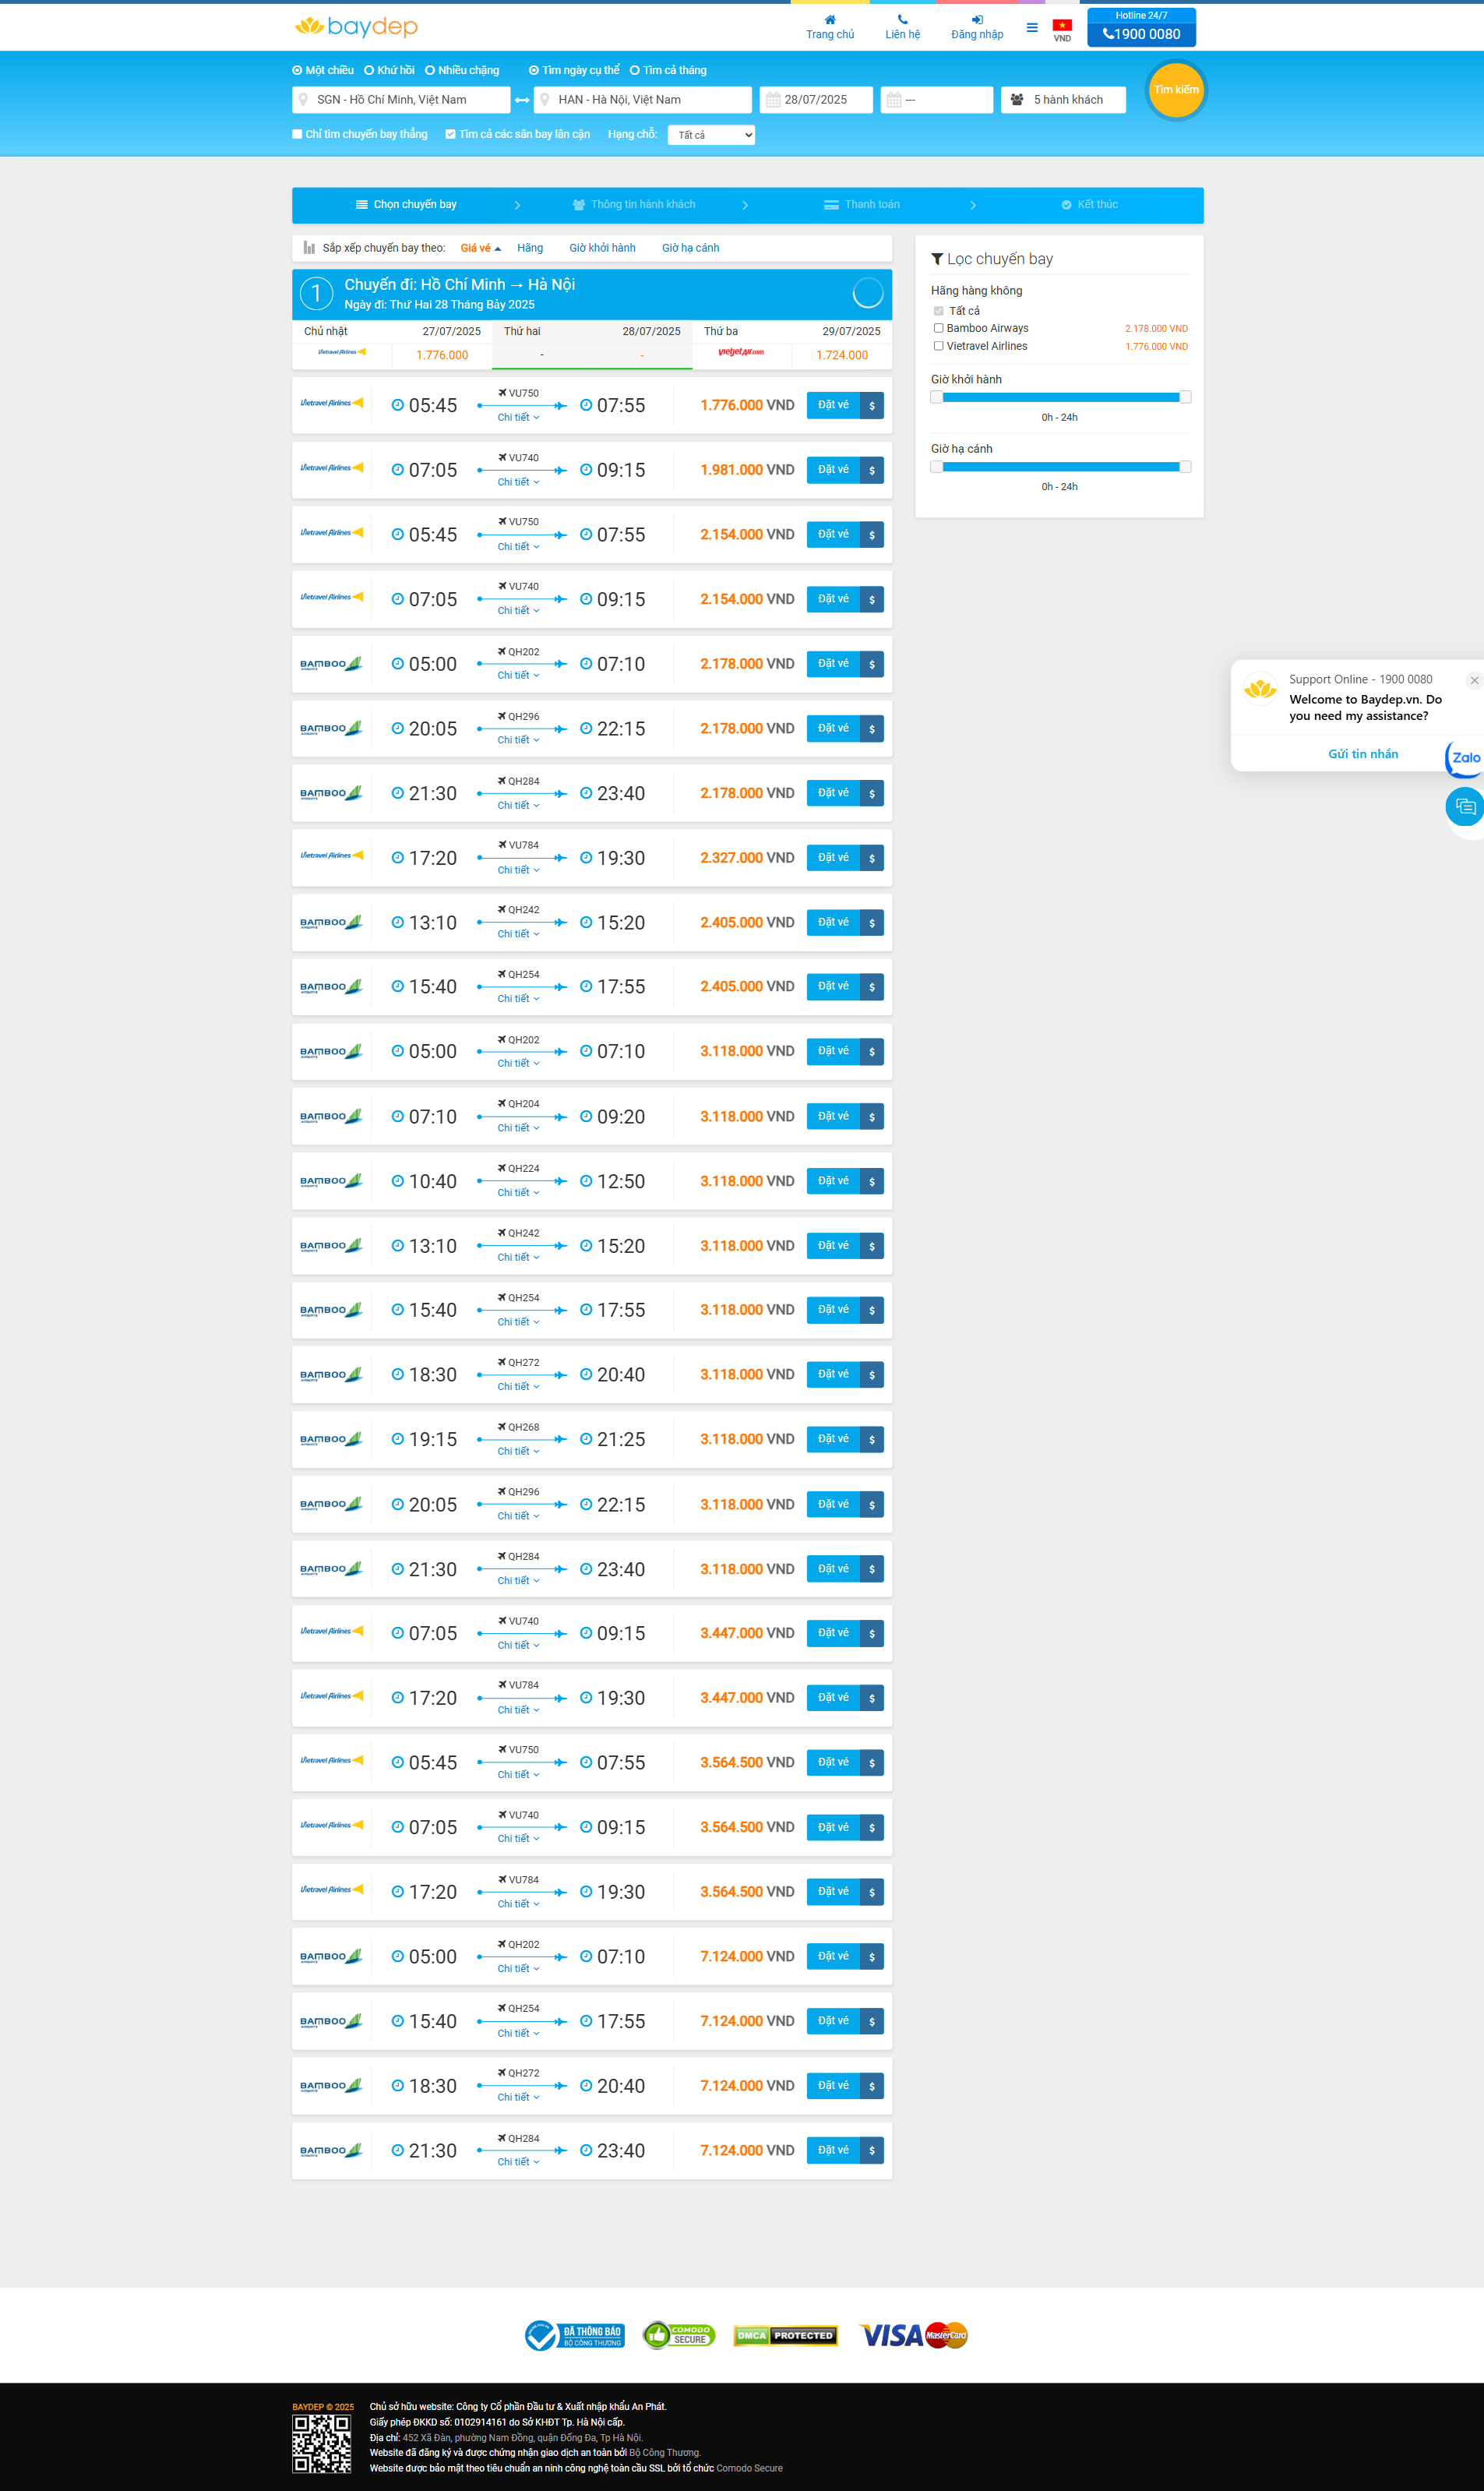 baydep
Trang chủ
Liên hệ
Đăng nhập
VND
Hotline 24/7
1900 0080
Một chiều Khứ hồi Nhiều chặng Tìm ngày cụ thể Tìm cả tháng
SGN - Hồ Chí Minh, Việt Nam HAN - Hà Nội, Việt Nam 28/07/2025 --- 5 hành khách Tìm kiếm
Chỉ tìm chuyến bay thẳng Tìm cả các sân bay lân cận Hạng chỗ: Tất cả
Chọn chuyến bay Thông tin hành khách Thanh toán Kết thúc
Sắp xếp chuyến bay theo: Giá vé Hãng Giờ khởi hành Giờ hạ cánh
1 Chuyến đi: Hồ Chí Minh → Hà Nội
Ngày đi: Thứ Hai 28 Tháng Bảy 2025
Chủ nhật 27/07/2025 Thứ hai 28/07/2025 Thứ ba 29/07/2025
Vietravel Airlines 1.776.000 - - vietjetair.com 1.724.000
Vietravel Airlines 05:45 VU750 Chi tiết 07:55 1.776.000 VND Đặt vé $
Vietravel Airlines 07:05 VU740 Chi tiết 09:15 1.981.000 VND Đặt vé $
Vietravel Airlines 05:45 VU750 Chi tiết 07:55 2.154.000 VND Đặt vé $
Vietravel Airlines 07:05 VU740 Chi tiết 09:15 2.154.000 VND Đặt vé $
BAMBOO AIRWAYS 05:00 QH202 Chi tiết 07:10 2.178.000 VND Đặt vé $
BAMBOO AIRWAYS 20:05 QH296 Chi tiết 22:15 2.178.000 VND Đặt vé $
BAMBOO AIRWAYS 21:30 QH284 Chi tiết 23:40 2.178.000 VND Đặt vé $
Vietravel Airlines 17:20 VU784 Chi tiết 19:30 2.327.000 VND Đặt vé $
BAMBOO AIRWAYS 13:10 QH242 Chi tiết 15:20 2.405.000 VND Đặt vé $
BAMBOO AIRWAYS 15:40 QH254 Chi tiết 17:55 2.405.000 VND Đặt vé $
BAMBOO AIRWAYS 05:00 QH202 Chi tiết 07:10 3.118.000 VND Đặt vé $
BAMBOO AIRWAYS 07:10 QH204 Chi tiết 09:20 3.118.000 VND Đặt vé $
BAMBOO AIRWAYS 10:40 QH224 Chi tiết 12:50 3.118.000 VND Đặt vé $
BAMBOO AIRWAYS 13:10 QH242 Chi tiết 15:20 3.118.000 VND Đặt vé $
BAMBOO AIRWAYS 15:40 QH254 Chi tiết 17:55 3.118.000 VND Đặt vé $
BAMBOO AIRWAYS 18:30 QH272 Chi tiết 20:40 3.118.000 VND Đặt vé $
BAMBOO AIRWAYS 19:15 QH268 Chi tiết 21:25 3.118.000 VND Đặt vé $
BAMBOO AIRWAYS 20:05 QH296 Chi tiết 22:15 3.118.000 VND Đặt vé $
BAMBOO AIRWAYS 21:30 QH284 Chi tiết 23:40 3.118.000 VND Đặt vé $
Vietravel Airlines 07:05 VU740 Chi tiết 09:15 3.447.000 VND Đặt vé $
Vietravel Airlines 17:20 VU784 Chi tiết 19:30 3.447.000 VND Đặt vé $
Vietravel Airlines 05:45 VU750 Chi tiết 07:55 3.564.500 VND Đặt vé $
Vietravel Airlines 07:05 VU740 Chi tiết 09:15 3.564.500 VND Đặt vé $
Vietravel Airlines 17:20 VU784 Chi tiết 19:30 3.564.500 VND Đặt vé $
BAMBOO AIRWAYS 05:00 QH202 Chi tiết 07:10 7.124.000 VND Đặt vé $
BAMBOO AIRWAYS 15:40 QH254 Chi tiết 17:55 7.124.000 VND Đặt vé $
BAMBOO AIRWAYS 18:30 QH272 Chi tiết 20:40 7.124.000 VND Đặt vé $
BAMBOO AIRWAYS 21:30 QH284 Chi tiết 23:40 7.124.000 VND Đặt vé $
Lọc chuyến bay
Hãng hàng không
Tất cả
Bamboo Airways 2.178.000 VND
Vietravel Airlines 1.776.000 VND
Giờ khởi hành
0h - 24h
Giờ hạ cánh
0h - 24h
Support Online - 1900 0080
Welcome to Baydep.vn. Do
you need my assistance?
Gửi tin nhắn
Zalo
ĐÃ THÔNG BÁO
BỘ CÔNG THƯƠNG
COMODO
SECURE
DMCA PROTECTED
VISA MasterCard
BAYDEP © 2025
Chủ sở hữu website: Công ty Cổ phần Đầu tư & Xuất nhập khẩu An Phát.
Giấy phép ĐKKD số: 0102914161 do Sở KHĐT Tp. Hà Nội cấp.
Địa chỉ: 452 Xã Đàn, phường Nam Đồng, quận Đống Đa, Tp Hà Nội.
Website đã đăng ký và được chứng nhận giao dịch an toàn bởi Bộ Công Thương.
Website được bảo mật theo tiêu chuẩn an ninh công nghệ toàn cầu SSL bởi tổ chức Comodo Secure